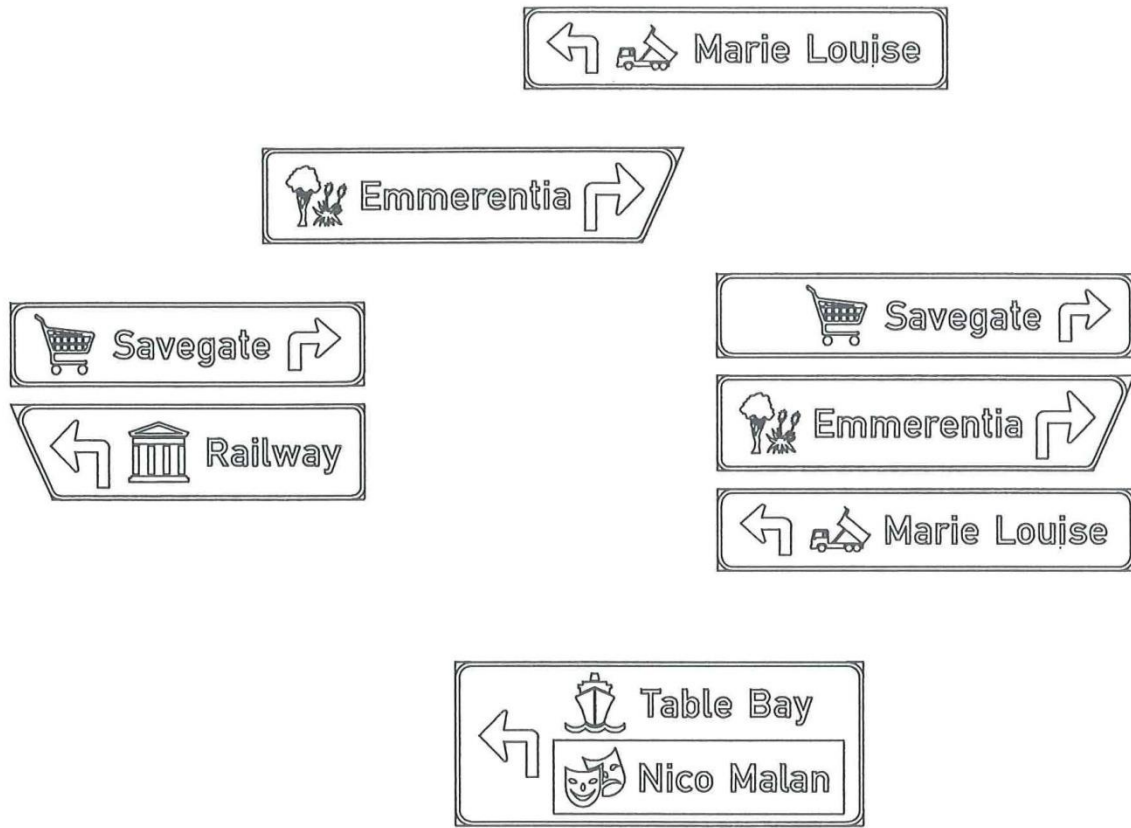 Marie Louise
Emmerentia
Savegate
Railway
Savegate
Emmerentia
Marie Louise
Table Bay
Nico Malan